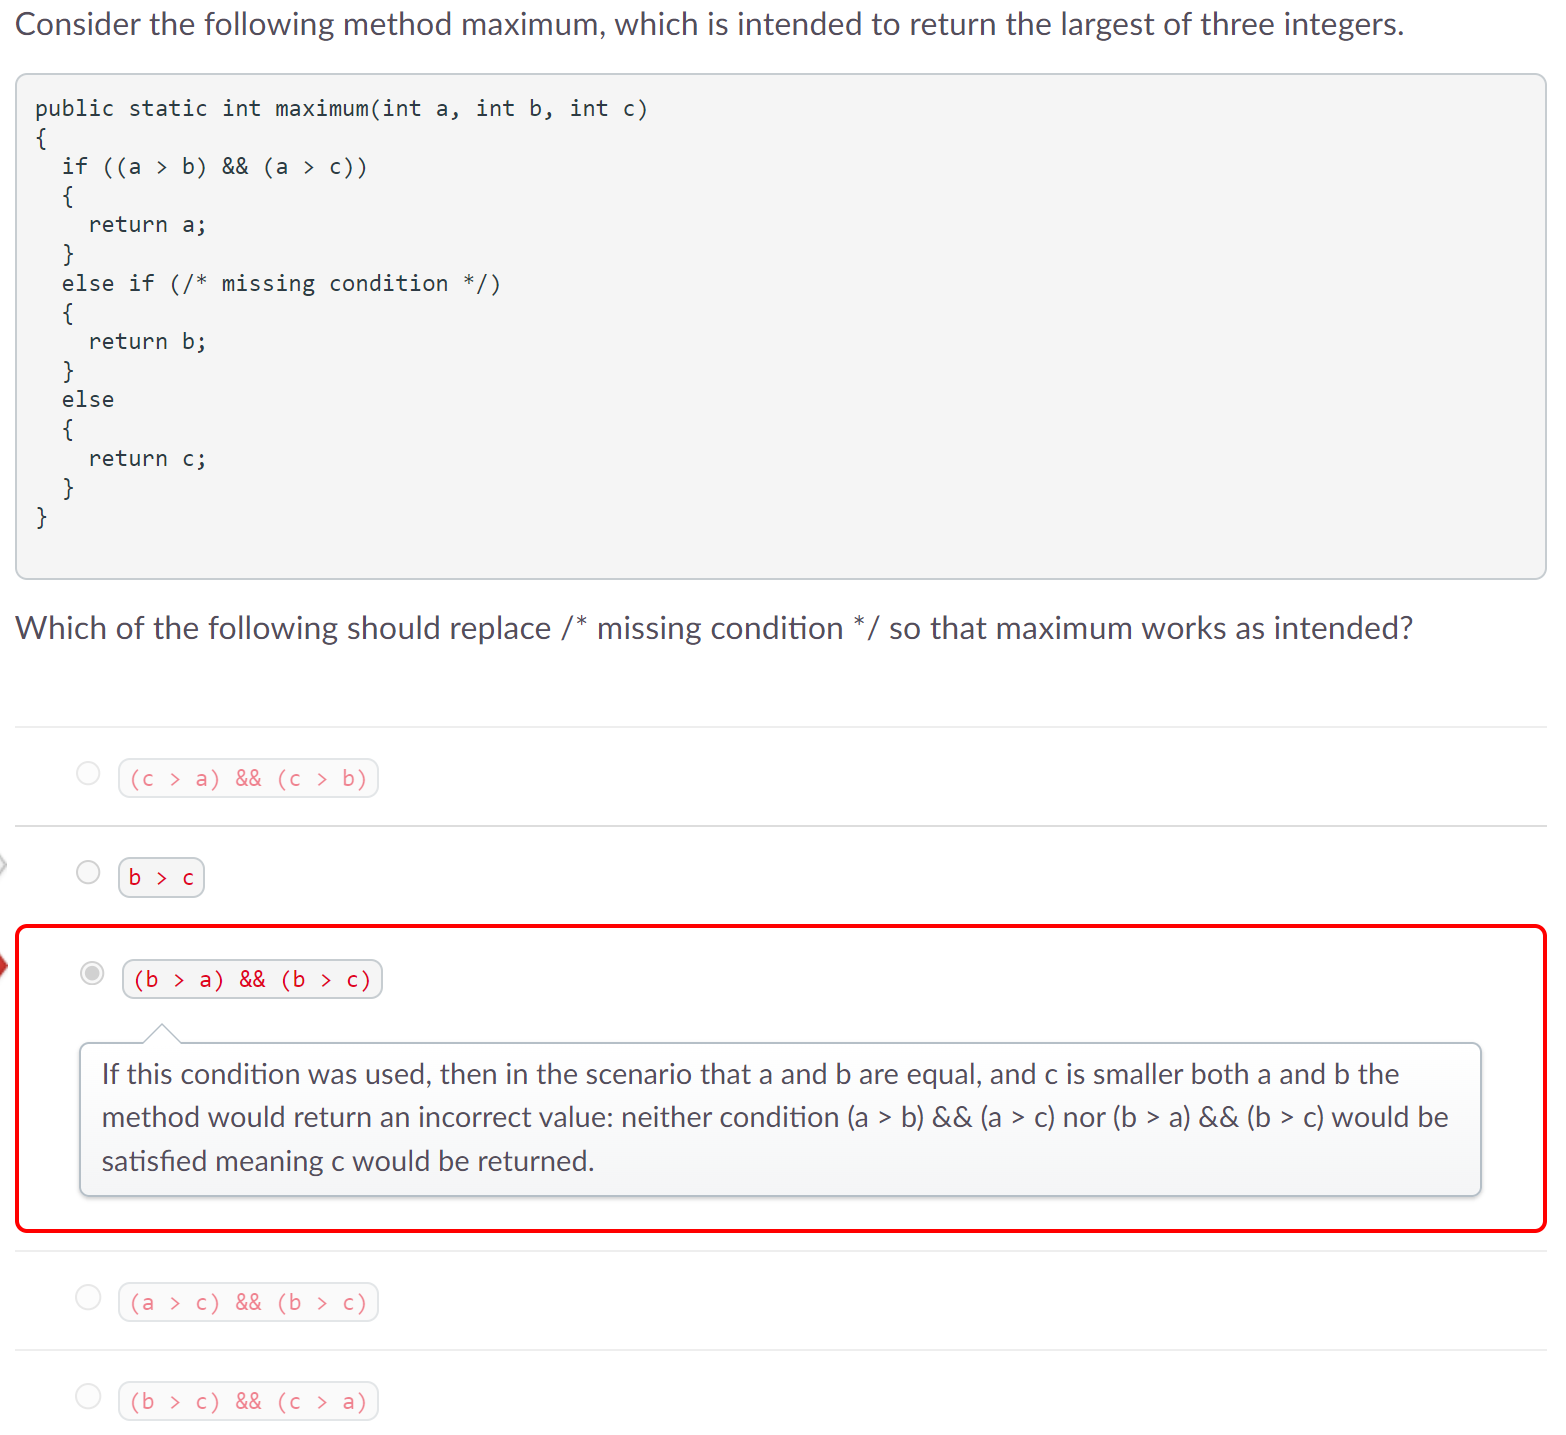 Consider the following method maximum, which is intended to return the largest of three integers.
public static int maximum(int a, int b, int c)
{
  if ((a > b) && (a > c))
  {
    return a;
  }
  else if (/* missing condition */)
  {
    return b;
  }
  else
  {
    return c;
  }
}
Which of the following should replace /* missing condition */ so that maximum works as intended?
(c > a) && (c > b)
b > c
(b > a) && (b > c)
If this condition was used, then in the scenario that a and b are equal, and c is smaller both a and b the
method would return an incorrect value: neither condition (a > b) && (a > c) nor (b > a) && (b > c) would be
satisfied meaning c would be returned.
(a > c) && (b > c)
(b > c) && (c > a)